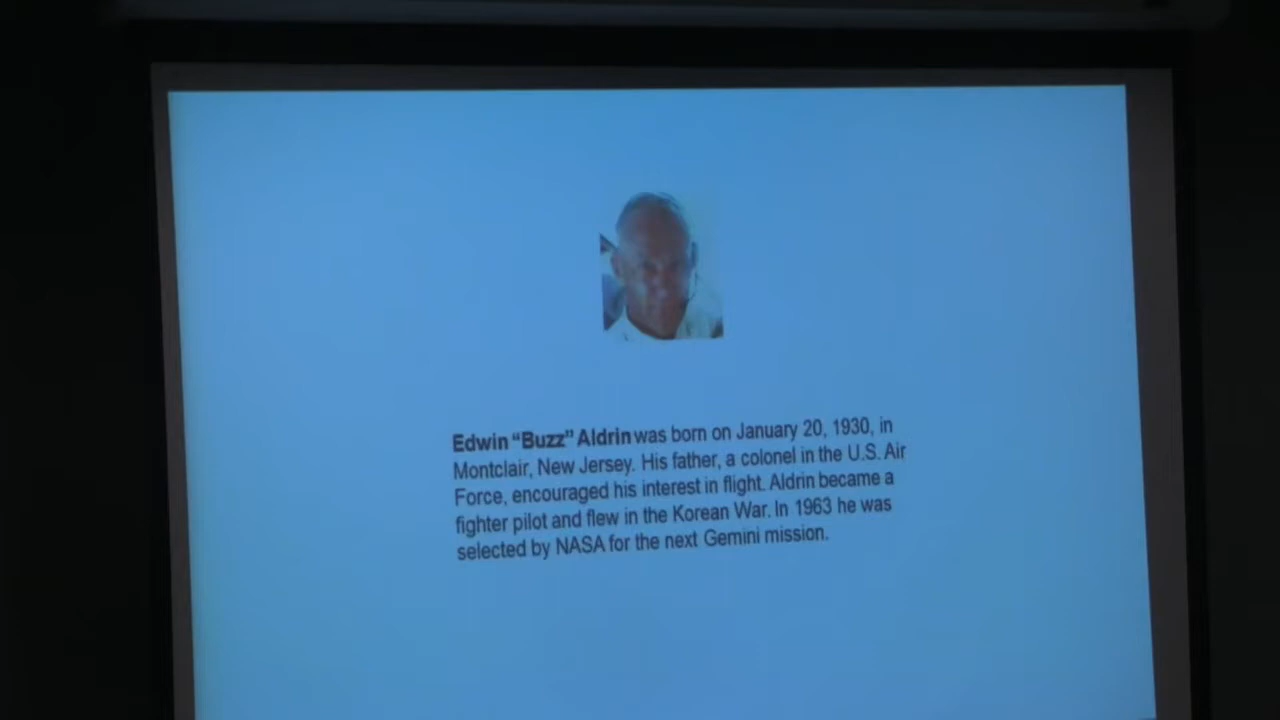 Edwin “Buzz” Aldrin was born on January 20, 1930, in
Montclair, New Jersey. His father, a colonel in the U.S. Air
Force, encouraged his interest in flight. Aldrin became a
fighter pilot and flew in the Korean War. In 1963 he was
selected by NASA for the next Gemini mission.